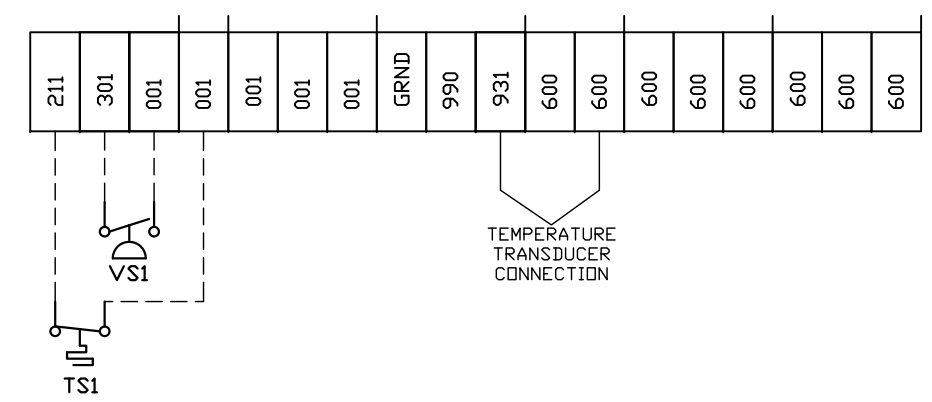 211
301
001
001
001
001
001
GRND
990
931
600
600
600
600
600
600
600
600
VS1
TEMPERATURE
TRANSDUCER
CONNECTION
TS1